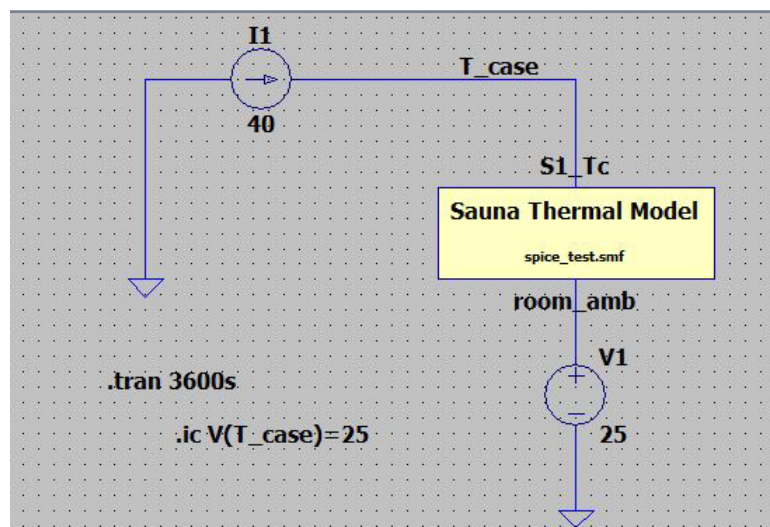 I1
T_case
40
S1_Tc
Sauna Thermal Model
spice_test.smf
room_amb
V1
.tran 3600s
.ic V(T_case)=25
25